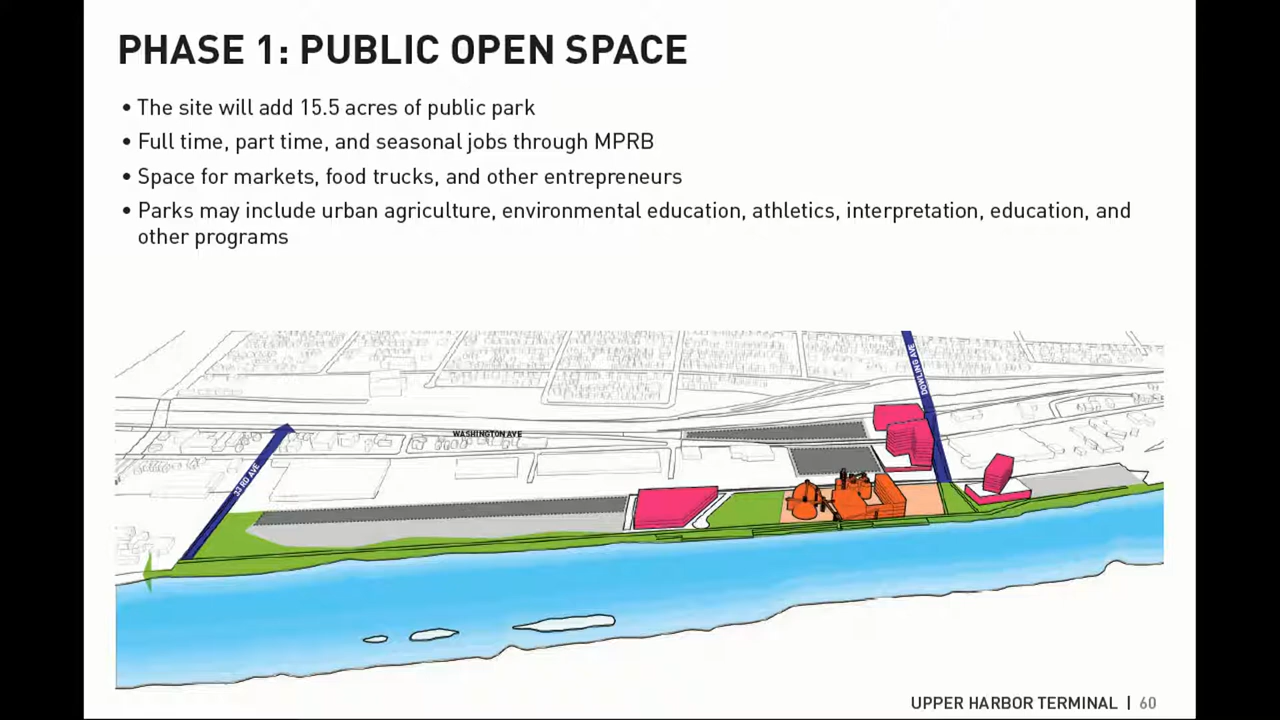 PHASE 1: PUBLIC OPEN SPACE
• The site will add 15.5 acres of public park
• Full time, part time, and seasonal jobs through MPRB
• Space for markets, food trucks, and other entrepreneurs
• Parks may include urban agriculture, environmental education, athletics, interpretation, education, and
other programs
DOWLING AVE
WASHINGTON AVE
33 RD AVE
UPPER HARBOR TERMINAL | 60